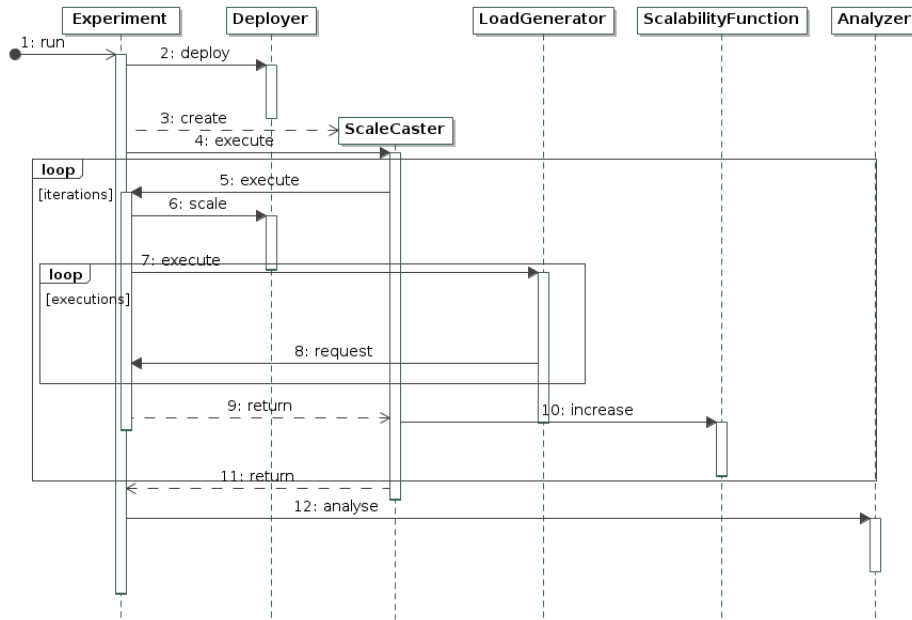 Experiment
Deployer
LoadGenerator
ScalabilityFunction
Analyzer
1: run
2: deploy
3: create
ScaleCaster
4: execute
loop
[iterations]
5: execute
6: scale
7: execute
loop
[executions]
8: request
9: return
10: increase
11: return
12: analyse